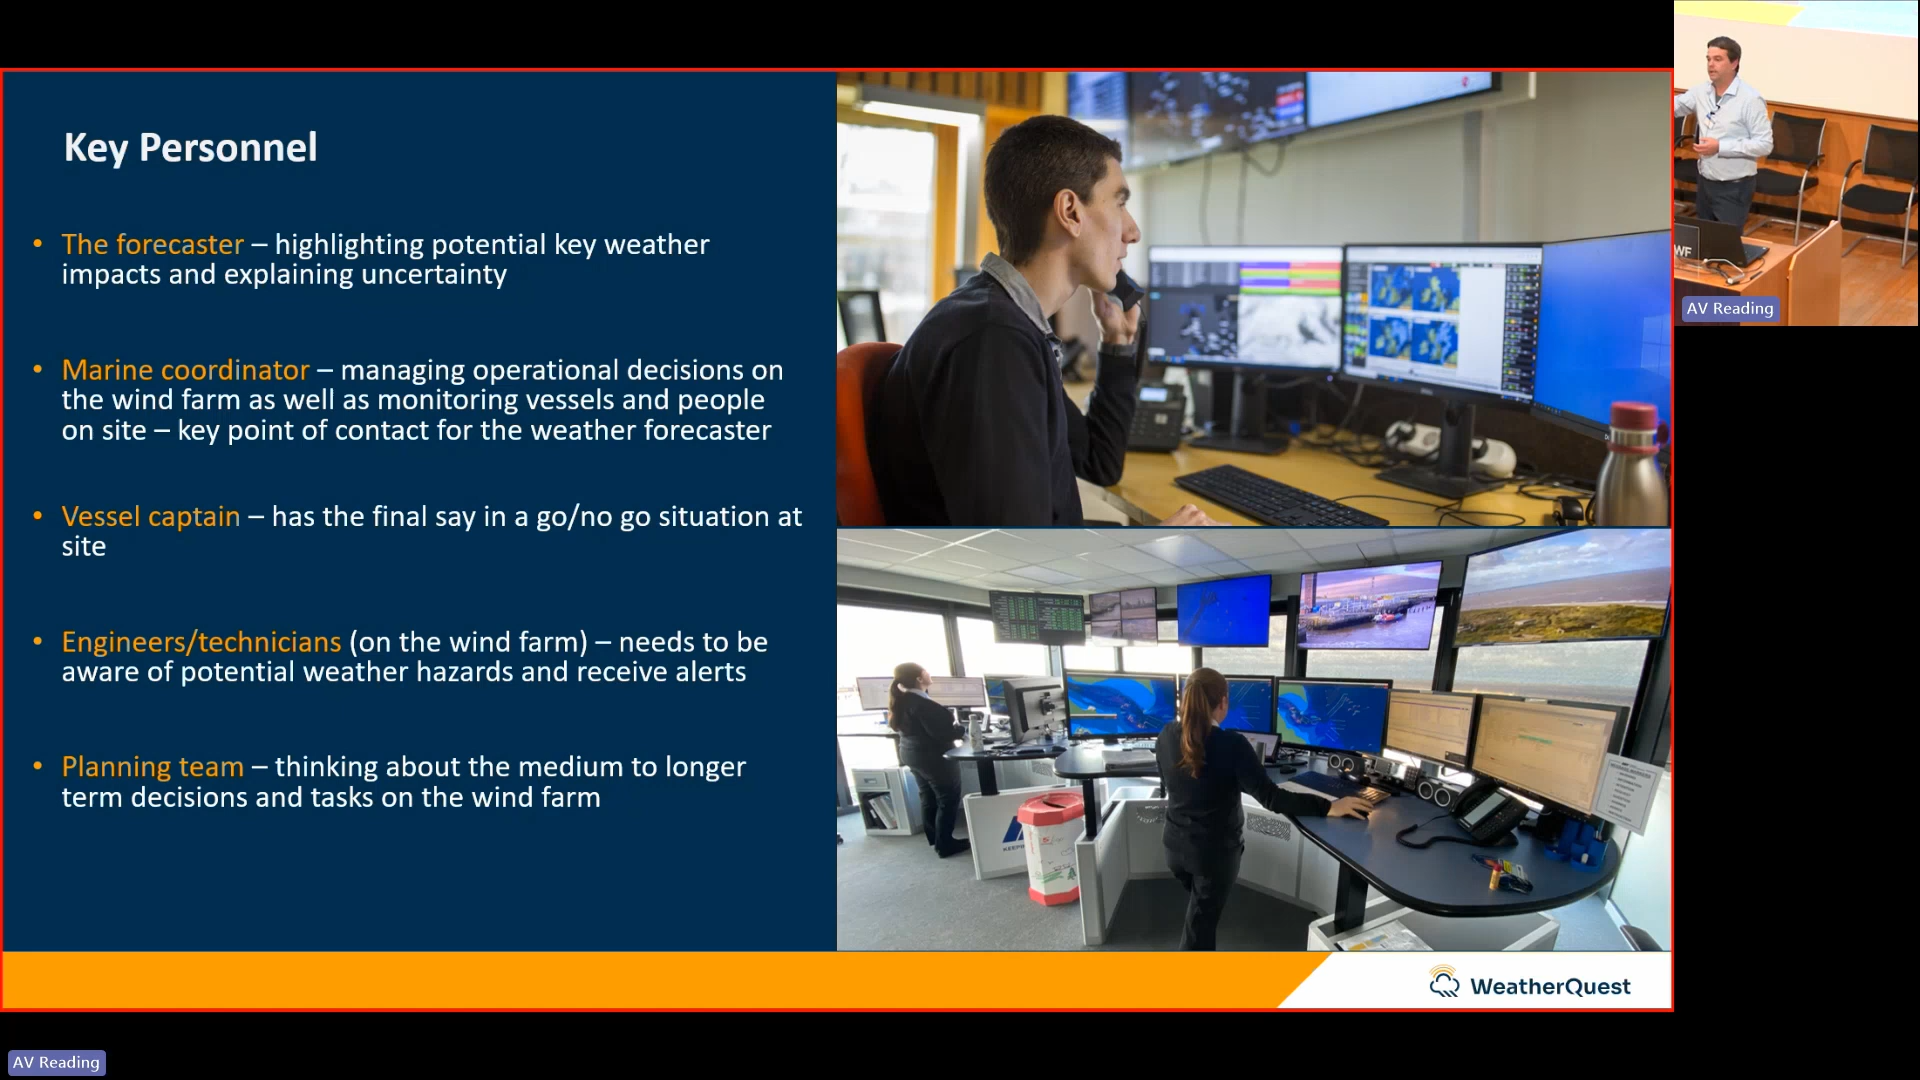 Key Personnel
• The forecaster – highlighting potential key weather
impacts and explaining uncertainty
• Marine coordinator – managing operational decisions on
the wind farm as well as monitoring vessels and people
on site – key point of contact for the weather forecaster
• Vessel captain – has the final say in a go/no go situation at
site
• Engineers/technicians (on the wind farm) – needs to be
aware of potential weather hazards and receive alerts
• Planning team – thinking about the medium to longer
term decisions and tasks on the wind farm
WeatherQuest
WF
AV Reading
AV Reading